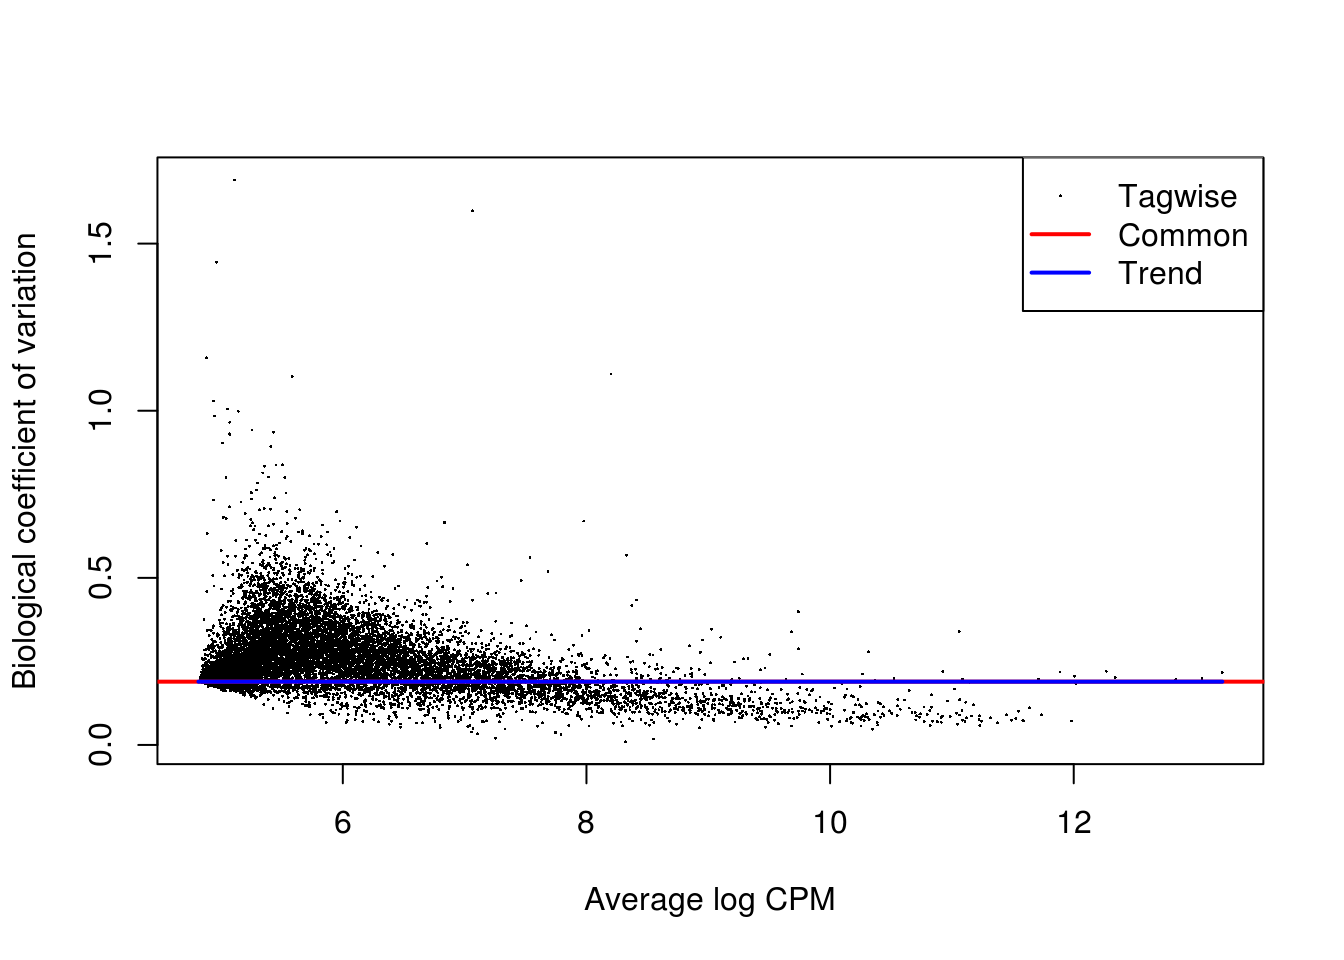 Tagwise
Common
Trend
Biological coefficient of variation
0.0
0.5
1.0
1.5
6
8
10
12
Average log CPM